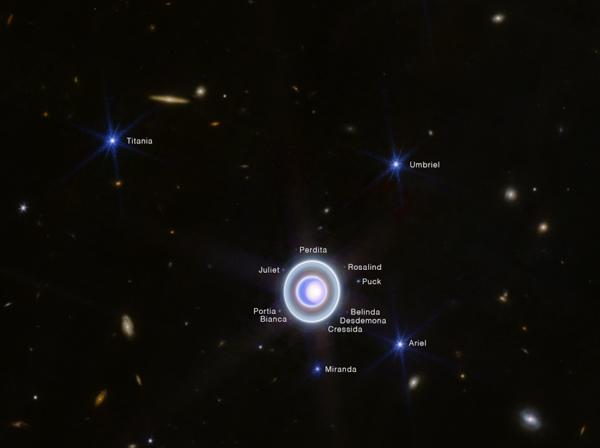 Titania
Umbriel
Perdita
Juliet
Rosalind
Puck
Portia
Bianca
Belinda
Desdemona
Cressida
Ariel
Miranda